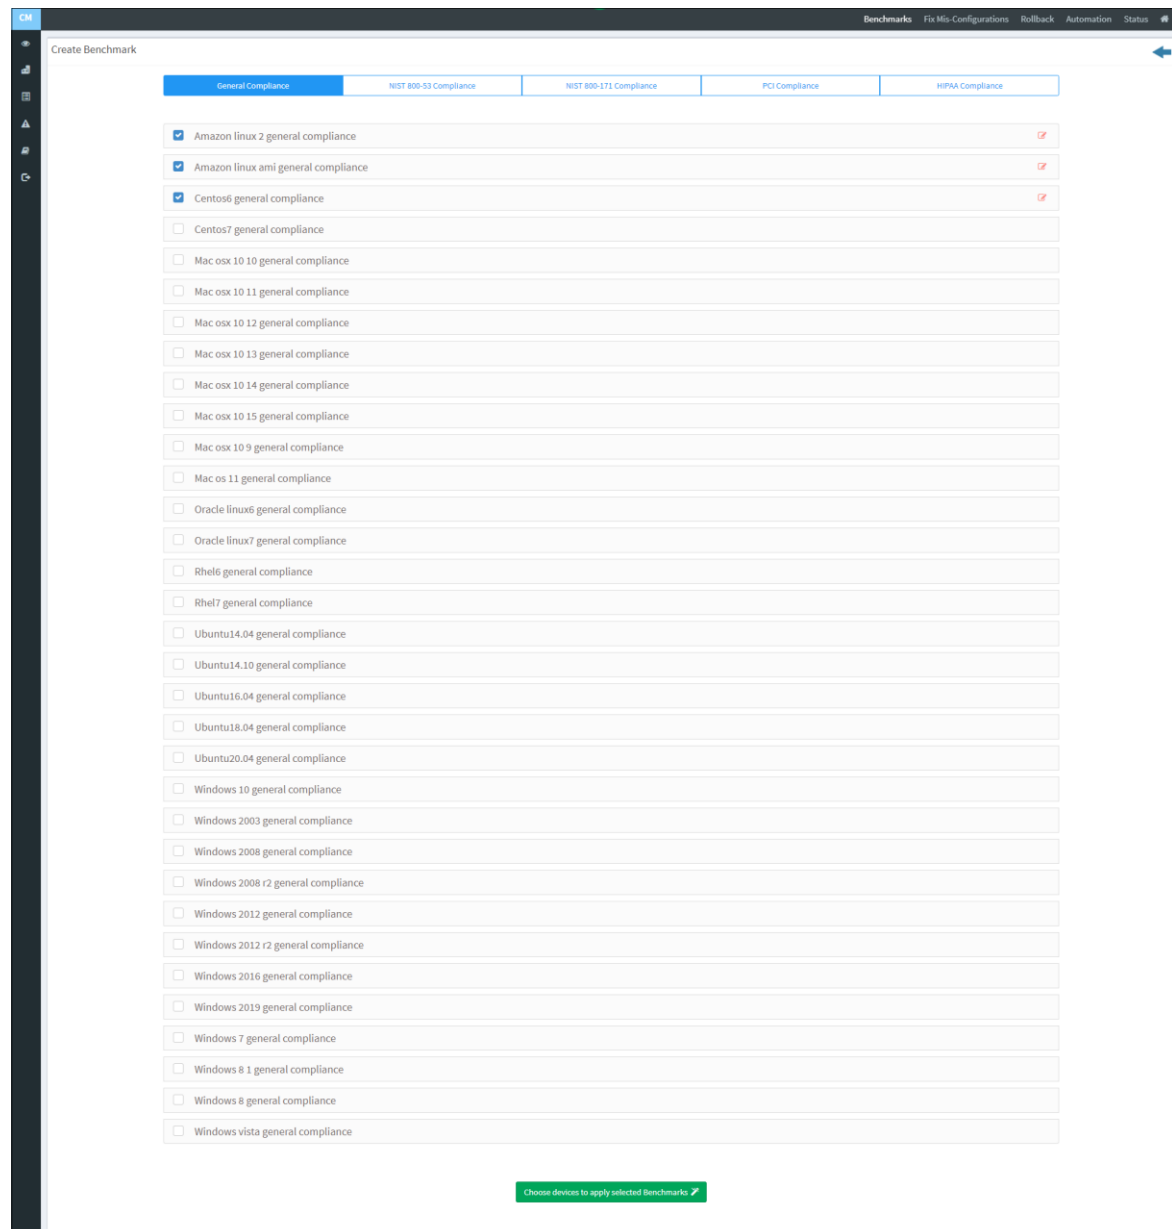 CM
Benchmarks Fix Mis-Configurations Rollback Automation Status
Create Benchmark
General Compliance NIST 800-53 Compliance NIST 800-171 Compliance PCI Compliance HIPAA Compliance
Amazon linux 2 general compliance
Amazon linux ami general compliance
Centos6 general compliance
Centos7 general compliance
Mac osx 10 10 general compliance
Mac osx 10 11 general compliance
Mac osx 10 12 general compliance
Mac osx 10 13 general compliance
Mac osx 10 14 general compliance
Mac osx 10 15 general compliance
Mac osx 10 9 general compliance
Mac os 11 general compliance
Oracle linux6 general compliance
Oracle linux7 general compliance
Rhel6 general compliance
Rhel7 general compliance
Ubuntu14.04 general compliance
Ubuntu14.10 general compliance
Ubuntu16.04 general compliance
Ubuntu18.04 general compliance
Ubuntu20.04 general compliance
Windows 10 general compliance
Windows 2003 general compliance
Windows 2008 general compliance
Windows 2008 r2 general compliance
Windows 2012 general compliance
Windows 2012 r2 general compliance
Windows 2016 general compliance
Windows 2019 general compliance
Windows 7 general compliance
Windows 8 1 general compliance
Windows 8 general compliance
Windows vista general compliance
Choose devices to apply selected Benchmarks